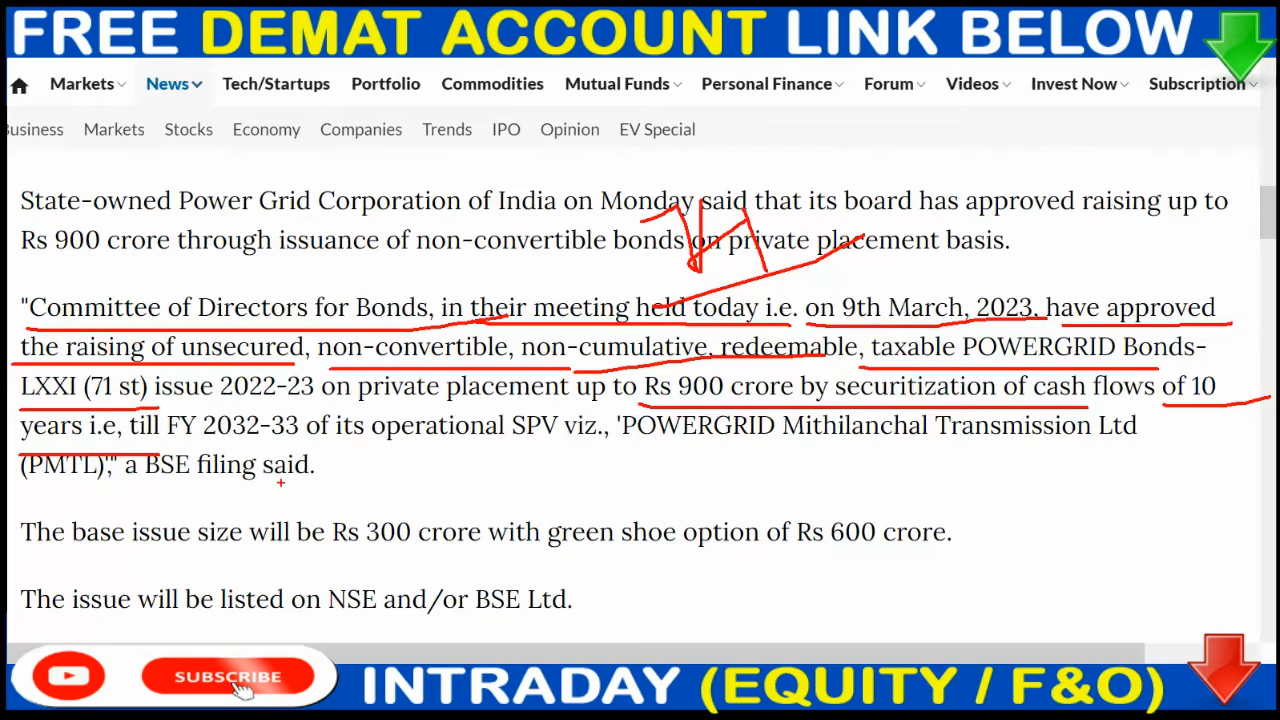 FREE DEMAT ACCOUNT LINK BELOW
Markets News Tech/Startups Portfolio Commodities Mutual Funds Personal Finance Forum Videos Invest Now Subscription
Business Markets Stocks Economy Companies Trends IPO Opinion EV Special
State-owned Power Grid Corporation of India on Monday said that its board has approved raising up to
Rs 900 crore through issuance of non-convertible bonds on private placement basis.
"Committee of Directors for Bonds, in their meeting held today i.e. on 9th March, 2023, have approved
the raising of unsecured, non-convertible, non-cumulative, redeemable, taxable POWERGRID Bonds-
LXXI (71 st) issue 2022-23 on private placement up to Rs 900 crore by securitization of cash flows of 10
years i.e, till FY 2032-33 of its operational SPV viz., 'POWERGRID Mithilanchal Transmission Ltd
(PMTL)'," a BSE filing said.
The base issue size will be Rs 300 crore with green shoe option of Rs 600 crore.
The issue will be listed on NSE and/or BSE Ltd.
SUBSCRIBE
INTRADAY (EQUITY / F&O)